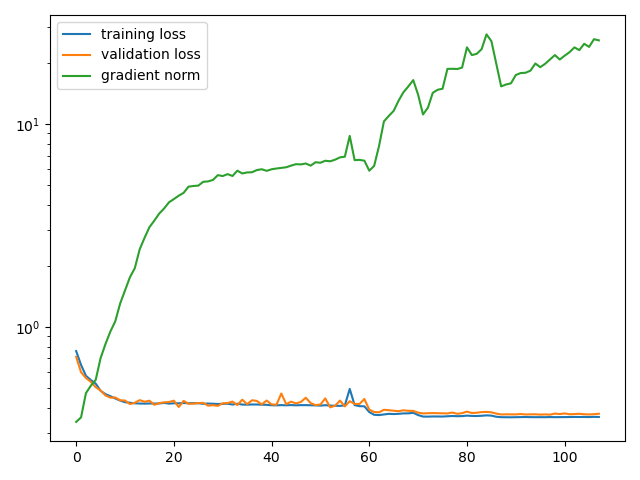 training loss
validation loss
gradient norm
10¹
10⁰
0 20 40 60 80 100